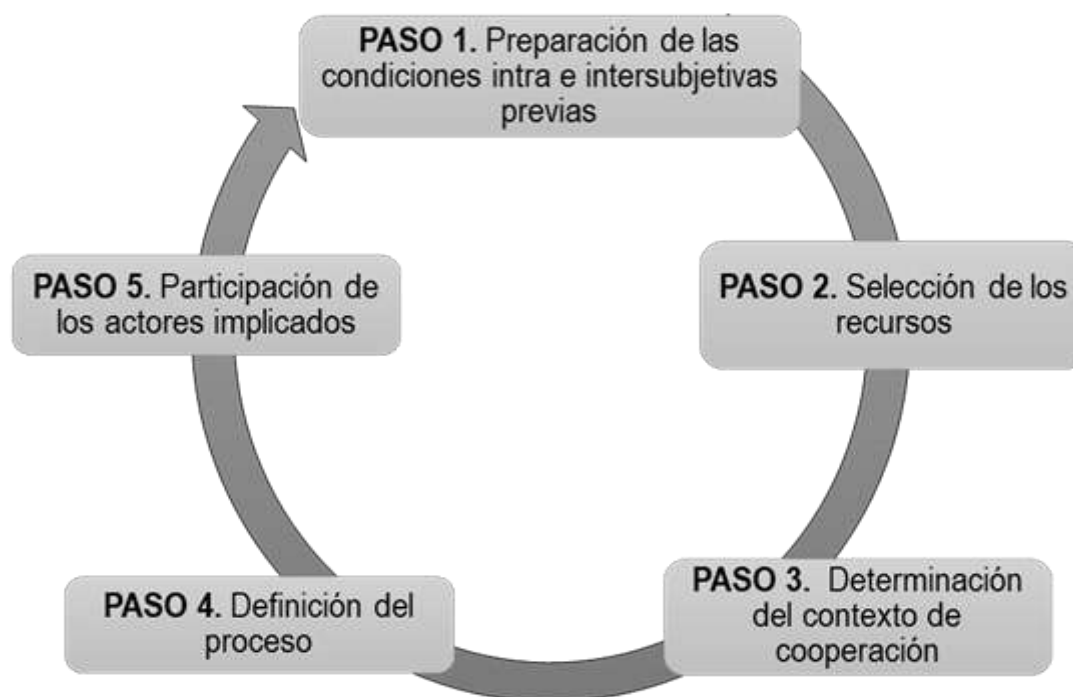 PASO 1. Preparación de las
condiciones intra e intersubjetivas
previas
PASO 2. Selección de los
recursos
PASO 3. Determinación
del contexto de
cooperación
PASO 4. Definición del
proceso
PASO 5. Participación de
los actores implicados